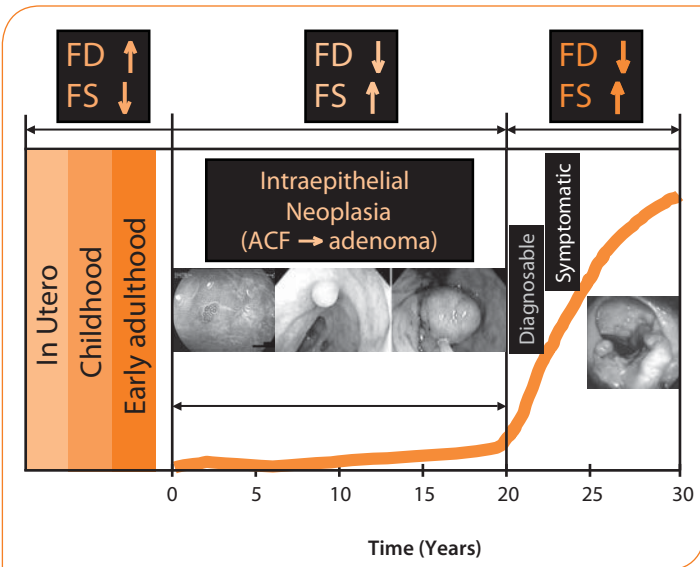 FD ↑
FS ↓
FD ↓
FS ↑
FD ↓
FS ↑
In Utero
Childhood
Early adulthood
Intraepithelial
Neoplasia
(ACF → adenoma)
Diagnosable
Symptomatic
0 5 10 15 20 25 30
Time (Years)